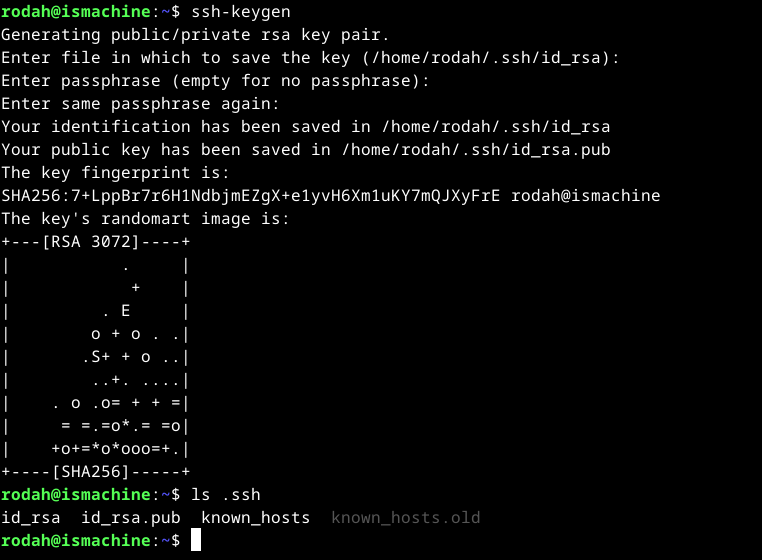 rodah@ismachine:~$ ssh-keygen
Generating public/private rsa key pair.
Enter file in which to save the key (/home/rodah/.ssh/id_rsa):
Enter passphrase (empty for no passphrase):
Enter same passphrase again:
Your identification has been saved in /home/rodah/.ssh/id_rsa
Your public key has been saved in /home/rodah/.ssh/id_rsa.pub
The key fingerprint is:
SHA256:7+LppBr7r6H1NdbjmEZgX+e1yvH6Xm1uKY7mQJXyFrE rodah@ismachine
The key's randomart image is:
+---[RSA 3072]----+
|           .     |
|            +    |
|         . E     |
|        o + o . .|
|       .S+ + o ..|
|        ..+. ....|
|    . o .o= + + =|
|     = =.=o*.= =o|
|    +o+=*o*ooo=+.|
+----[SHA256]-----+
rodah@ismachine:~$ ls .ssh
id_rsa  id_rsa.pub  known_hosts  known_hosts.old
rodah@ismachine:~$